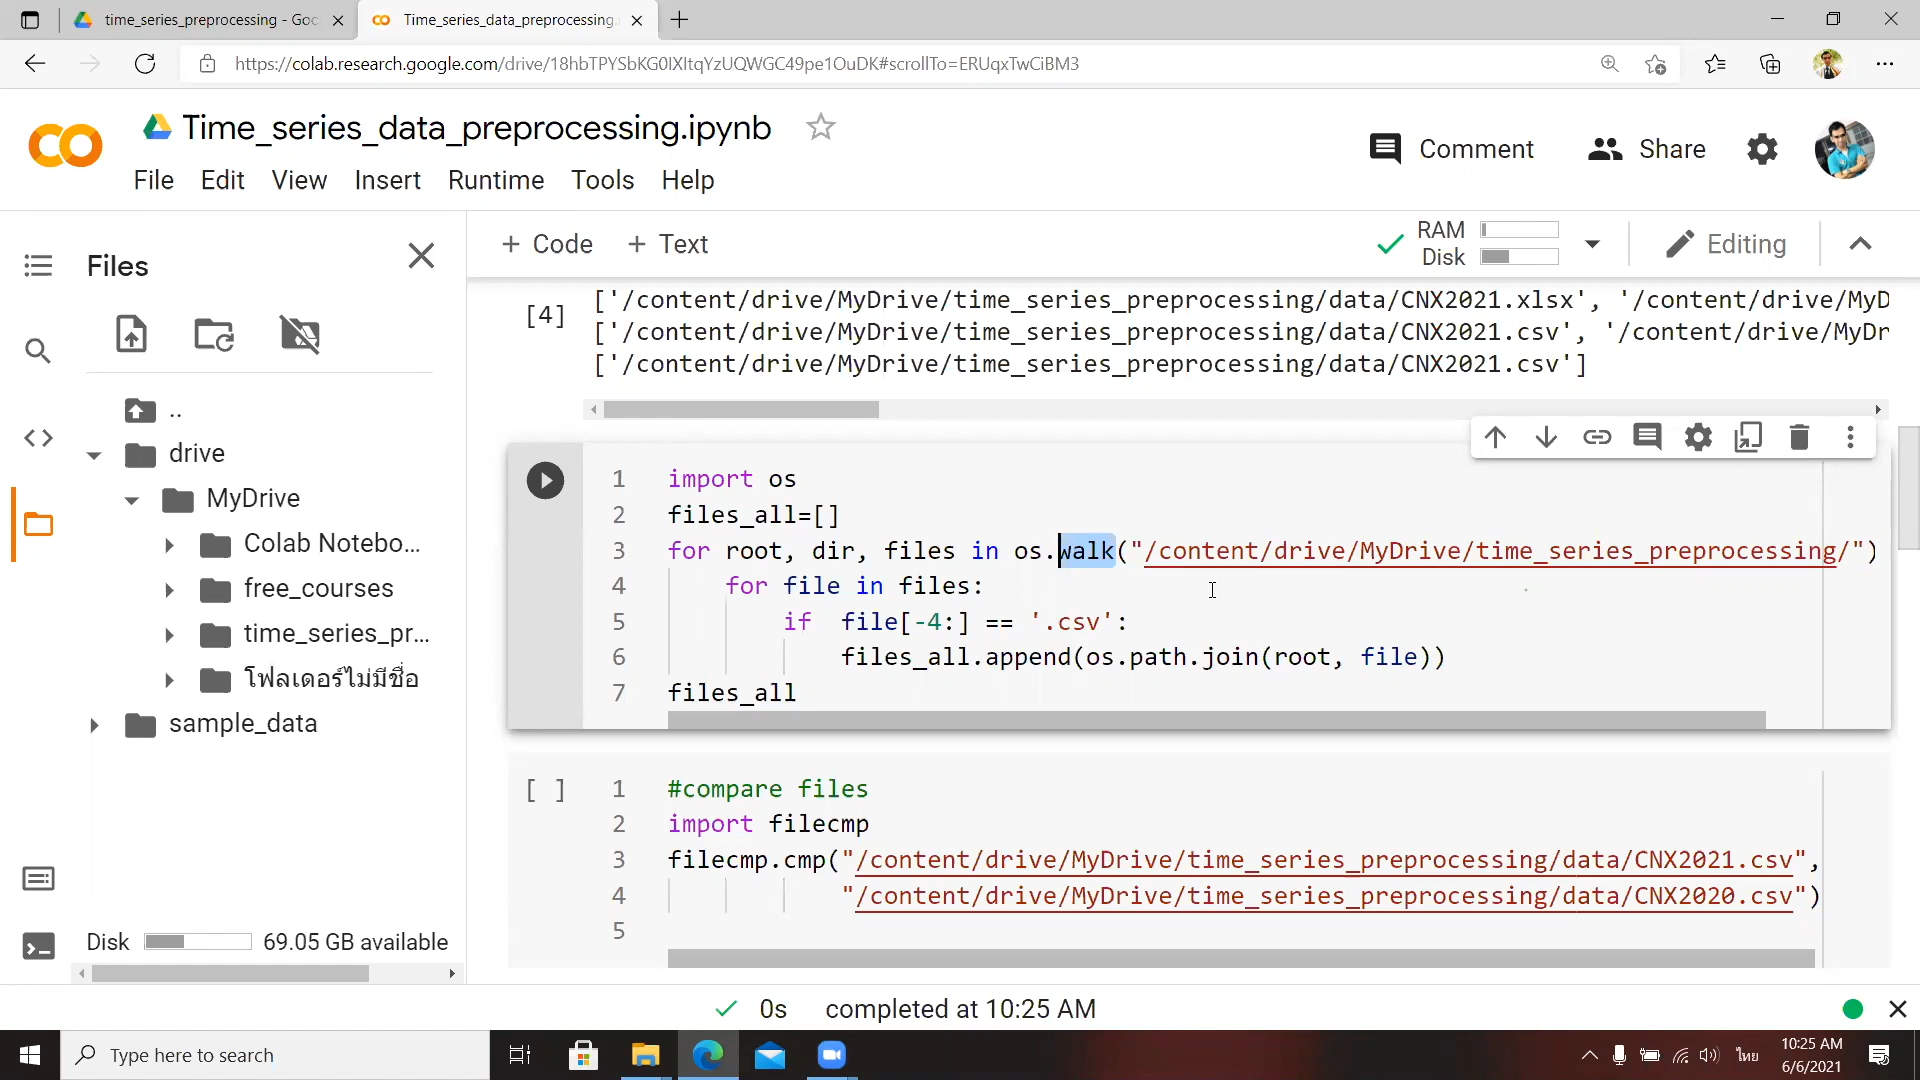 time_series_preprocessing - Goo
Time_series_data_preprocessing.
https://colab.research.google.com/drive/18hbTPYSbKG0IXItqYzUQWGC49pe1OuDK#scrollTo=ERUqxTwCiBM3
Time_series_data_preprocessing.ipynb
Comment
Share
File Edit View Insert Runtime Tools Help
Files
+ Code + Text
RAM
Disk
Editing
[4]
['/content/drive/MyDrive/time_series_preprocessing/data/CNX2021.xlsx', '/content/drive/MyD
['/content/drive/MyDrive/time_series_preprocessing/data/CNX2021.csv', '/content/drive/MyDr
['/content/drive/MyDrive/time_series_preprocessing/data/CNX2021.csv']
..
drive
MyDrive
Colab Notebo...
free_courses
time_series_pr...
โฟลเดอร์ไม่มีชื่อ
sample_data
1 import os
2 files_all=[]
3 for root, dir, files in os.walk("/content/drive/MyDrive/time_series_preprocessing/")
4 for file in files:
5 if file[-4:] == '.csv':
6 files_all.append(os.path.join(root, file))
7 files_all
[ ]
1 #compare files
2 import filecmp
3 filecmp.cmp("/content/drive/MyDrive/time_series_preprocessing/data/CNX2021.csv",
4 "/content/drive/MyDrive/time_series_preprocessing/data/CNX2020.csv")
5
Disk 69.05 GB available
0s completed at 10:25 AM
Type here to search
ไทย
10:25 AM
6/6/2021